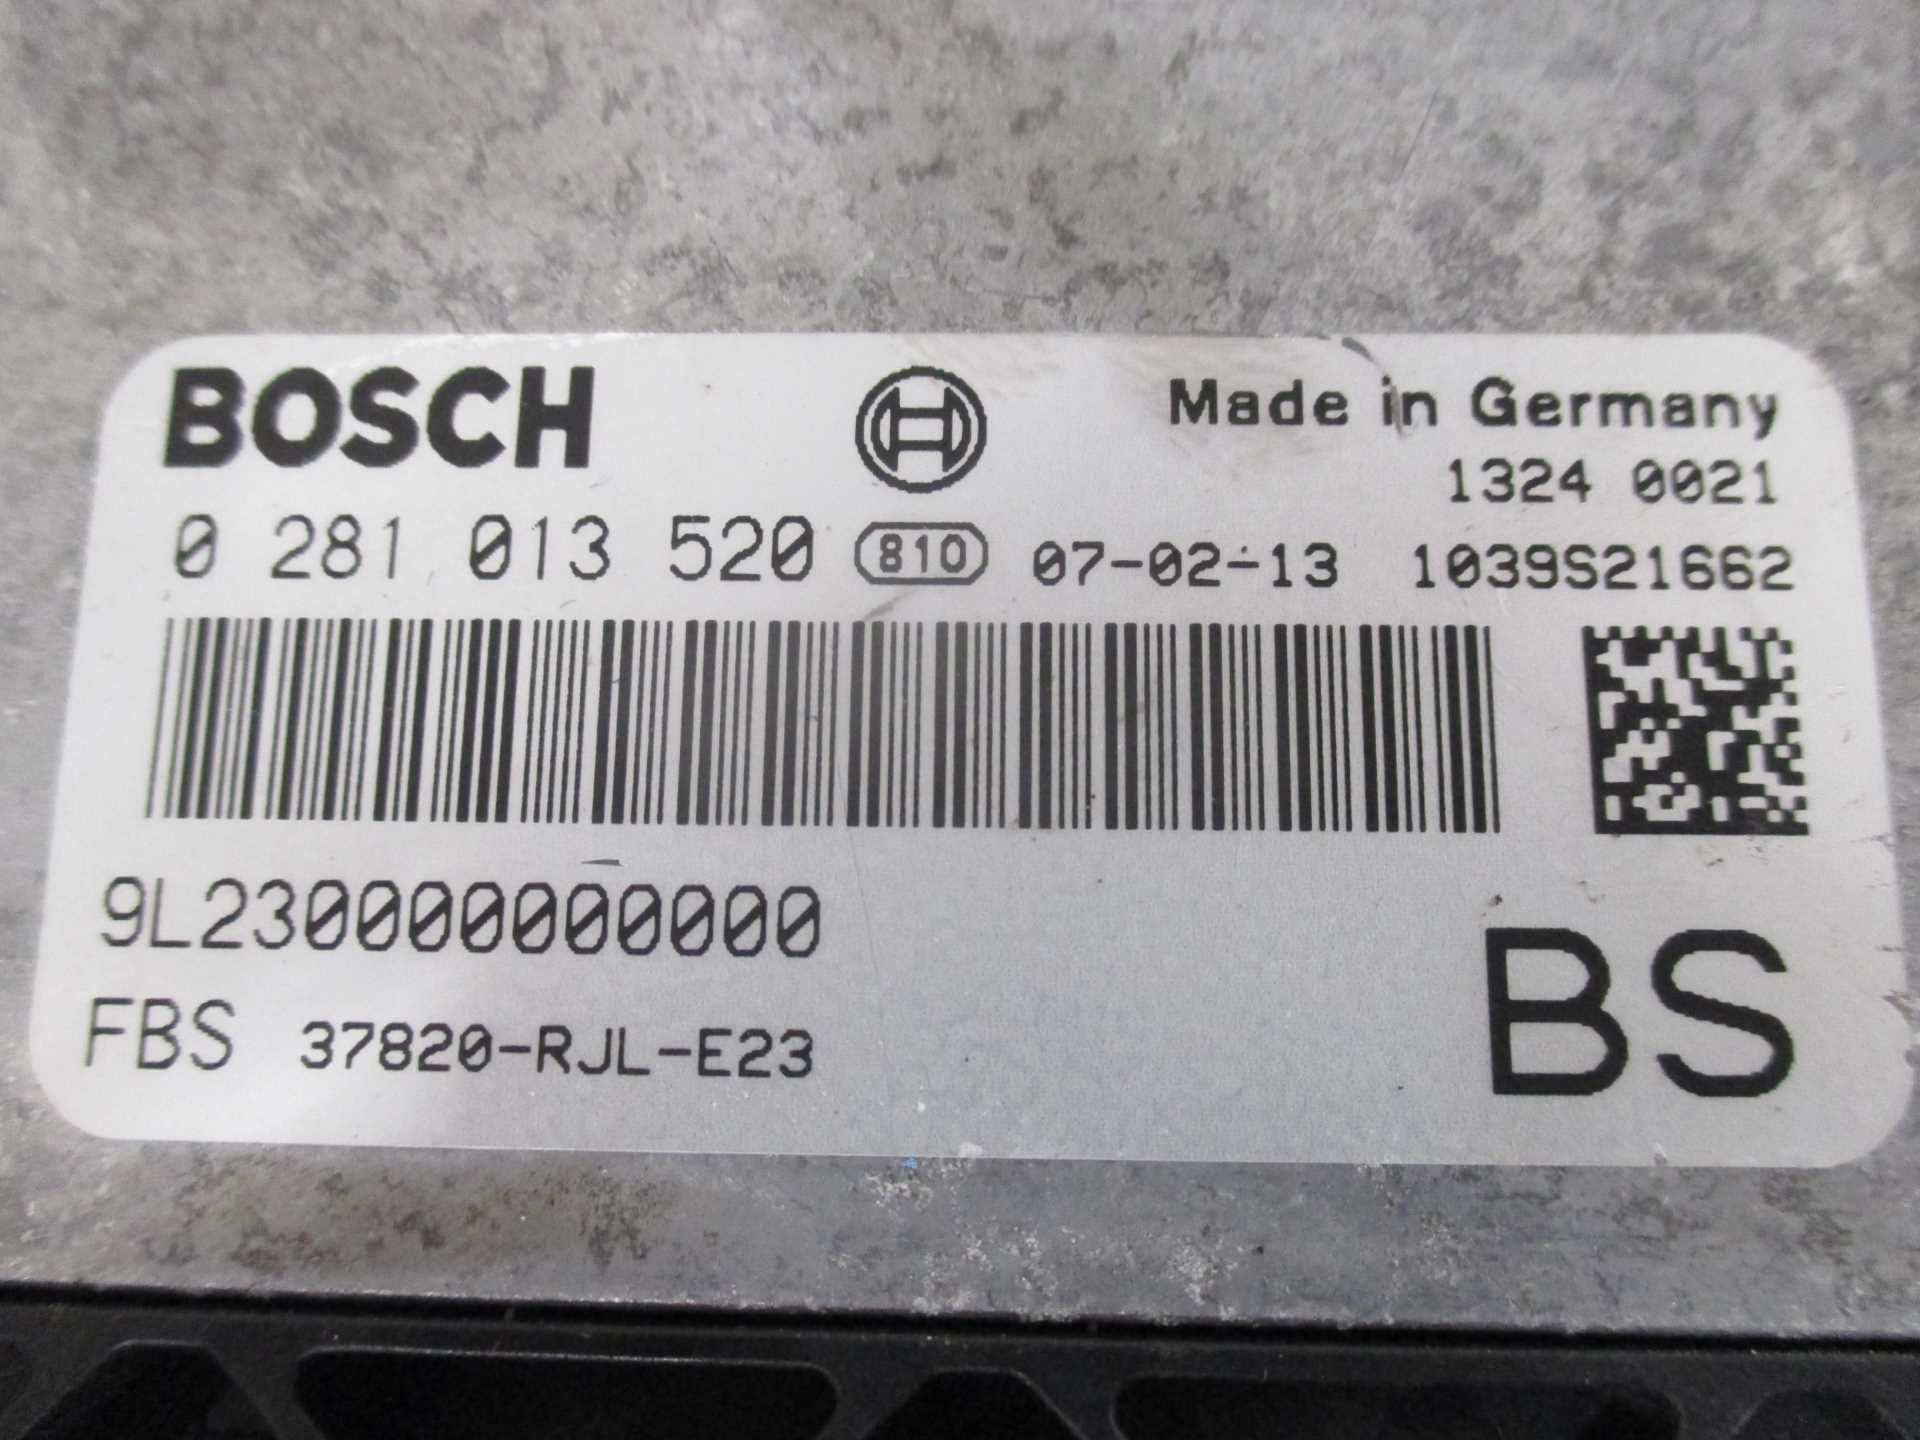 BOSCH
Made in Germany
1324 0021
0 281 013 520 810 07-02-13 1039S21662
9L230000000000
FBS 37820-RJL-E23
BS